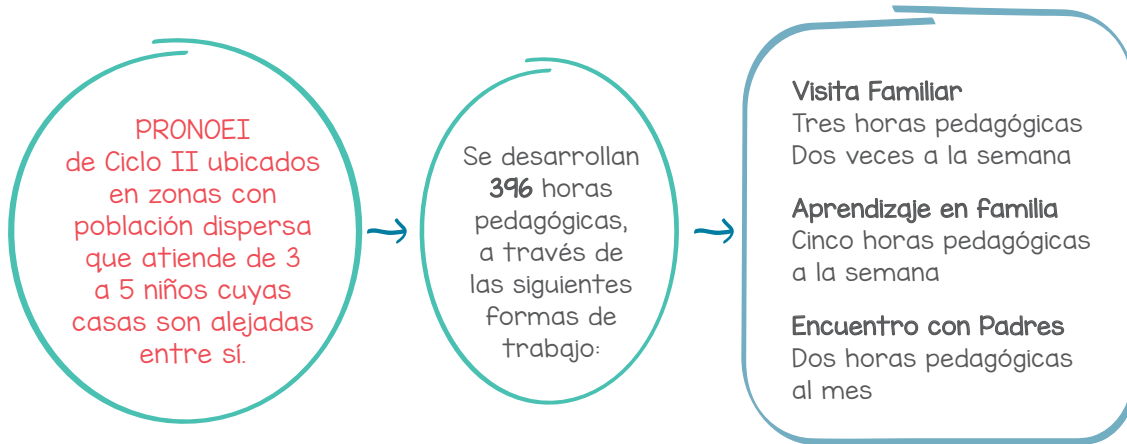 PRONOEI
de Ciclo II ubicados
en zonas con
población dispersa
que atiende de 3
a 5 niños cuyas
casas son alejadas
entre sí.
Se desarrollan
396 horas
pedagógicas,
a través de
las siguientes
formas de
trabajo:
Visita Familiar
Tres horas pedagógicas
Dos veces a la semana
Aprendizaje en familia
Cinco horas pedagógicas
a la semana
Encuentro con Padres
Dos horas pedagógicas
al mes